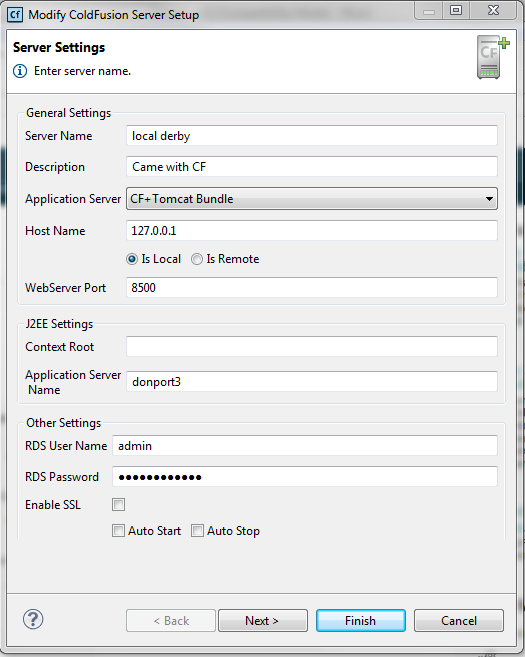 Cf Modify ColdFusion Server Setup
Server Settings
CF
Enter server name.
General Settings
Server Name local derby
Description Came with CF
Application Server CF+Tomcat Bundle
Host Name 127.0.0.1
Is Local Is Remote
WebServer Port 8500
J2EE Settings
Context Root
Application Server
Name donport3
Other Settings
RDS User Name admin
RDS Password ●●●●●●●●●●●●
Enable SSL
Auto Start Auto Stop
? < Back Next > Finish Cancel